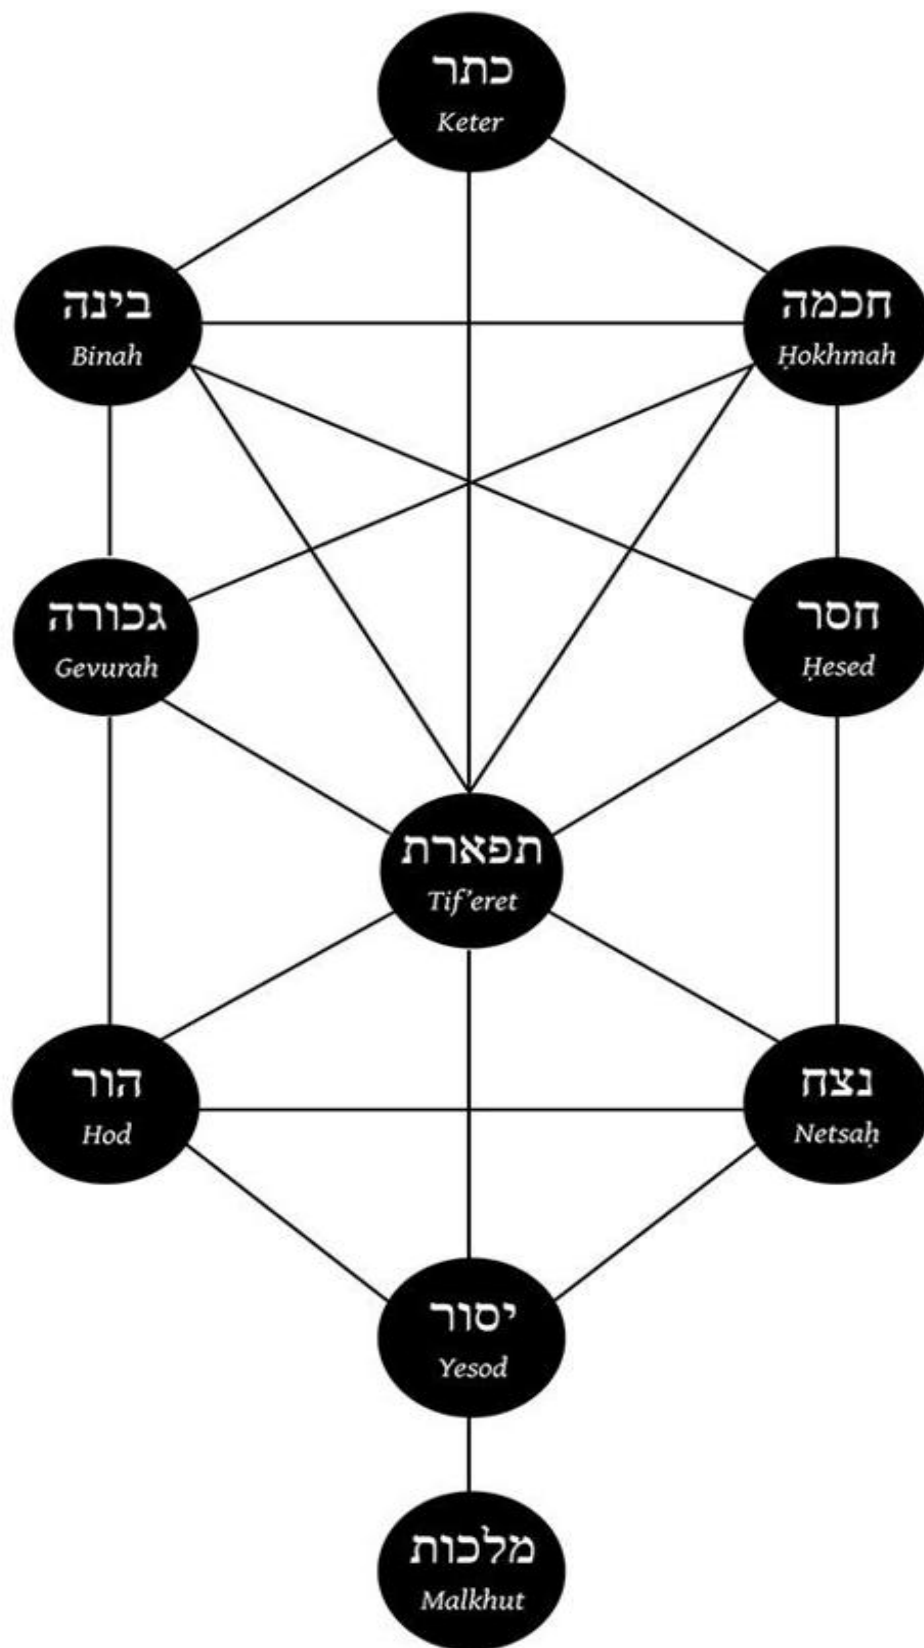 כתר
Keter
בינה
Binah
חכמה
Ḥokhmah
גכורה
Gevurah
חסר
Ḥesed
תפארת
Tif’eret
הור
Hod
נצח
Netsaḥ
יסור
Yesod
מלכות
Malkhut